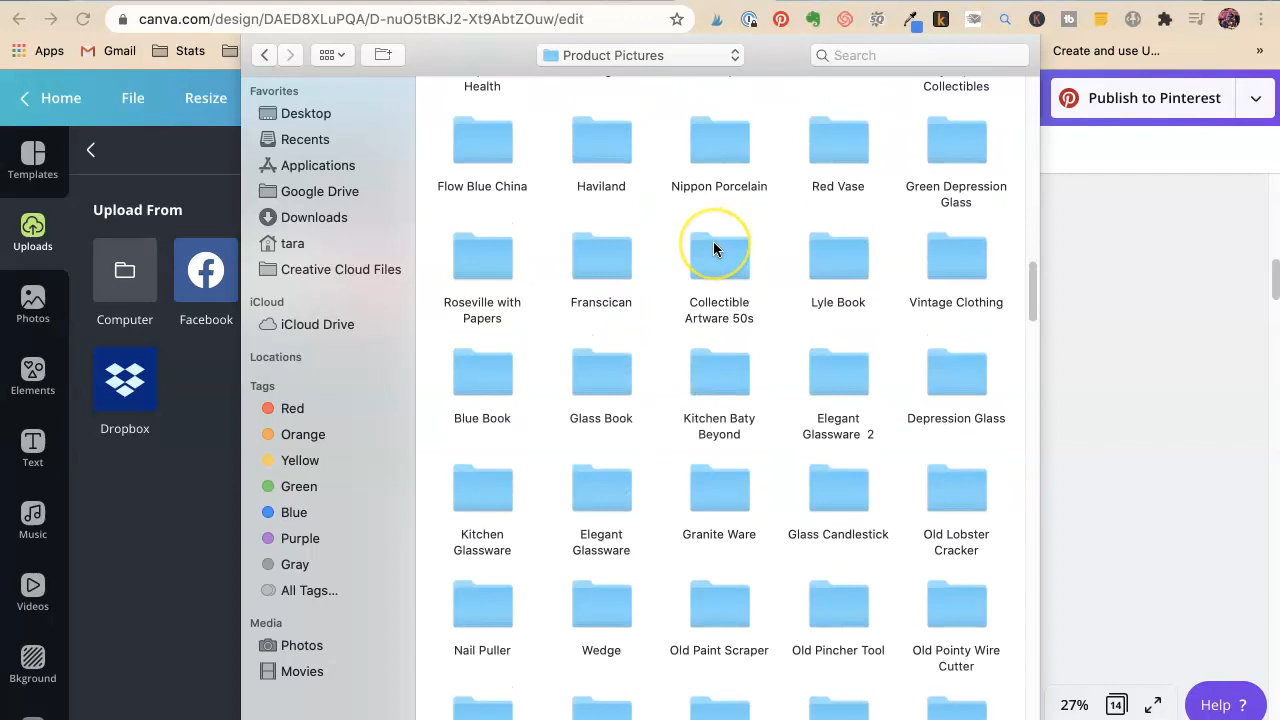 canva.com/design/DAED8XLuPQA/D-nuO5tBKJ2-Xt9AbtZOuw/edit
Apps
Gmail
Stats
Create and use U...
»
Product Pictures
Search
Home
File
Resize
Publish to Pinterest
Templates
Uploads
Photos
Elements
Text
Music
Videos
Bkground
Upload From
Computer
Facebook
Dropbox
Favorites
Desktop
Recents
Applications
Google Drive
Downloads
tara
Creative Cloud Files
iCloud
iCloud Drive
Locations
Tags
Red
Orange
Yellow
Green
Blue
Purple
Gray
All Tags...
Media
Photos
Movies
Health
Collectibles
Flow Blue China
Haviland
Nippon Porcelain
Red Vase
Green Depression
Glass
Roseville with
Papers
Franscican
Collectible
Artware 50s
Lyle Book
Vintage Clothing
Blue Book
Glass Book
Kitchen Baty
Beyond
Elegant
Glassware 2
Depression Glass
Kitchen
Glassware
Elegant
Glassware
Granite Ware
Glass Candlestick
Old Lobster
Cracker
Nail Puller
Wedge
Old Paint Scraper
Old Pincher Tool
Old Pointy Wire
Cutter
27%
14
Help ?